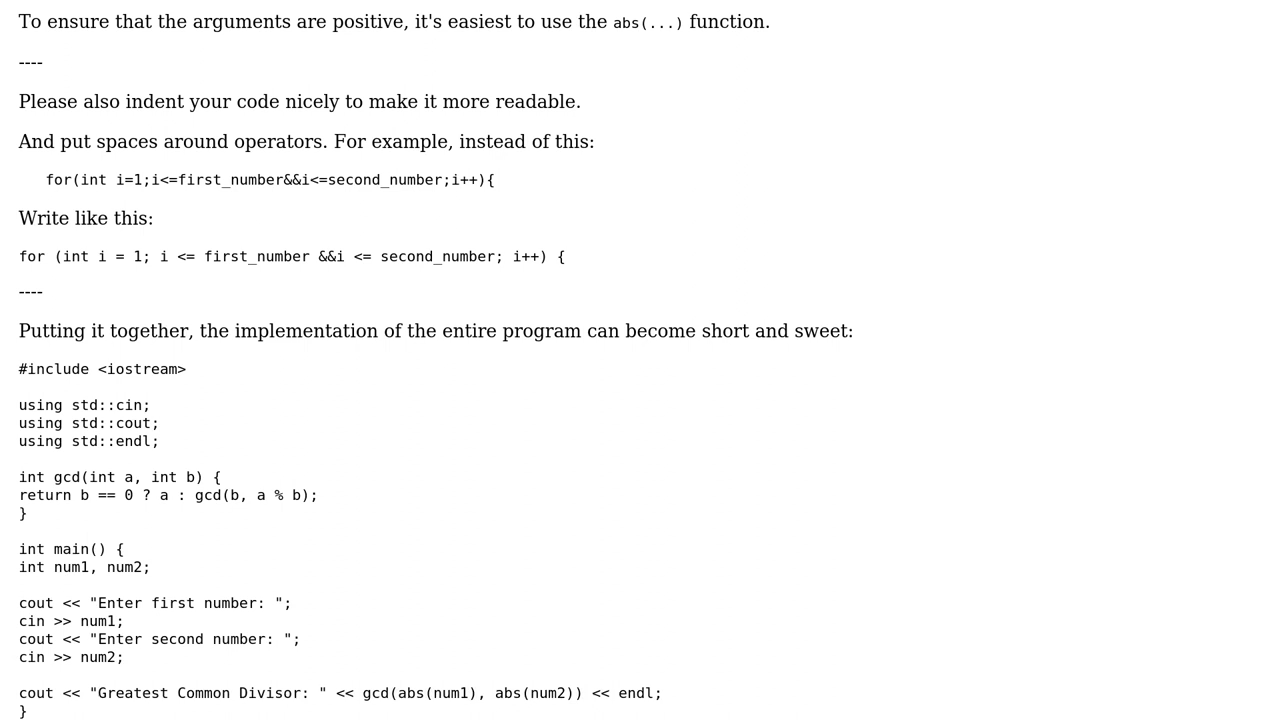 To ensure that the arguments are positive, it's easiest to use the abs(...) function.
----
Please also indent your code nicely to make it more readable.
And put spaces around operators. For example, instead of this:
for(int i=1;i<=first_number&&i<=second_number;i++){
Write like this:
for (int i = 1; i <= first_number &&i <= second_number; i++) {
----
Putting it together, the implementation of the entire program can become short and sweet:
#include <iostream>
using std::cin;
using std::cout;
using std::endl;
int gcd(int a, int b) {
return b == 0 ? a : gcd(b, a % b);
}
int main() {
int num1, num2;
cout << "Enter first number: ";
cin >> num1;
cout << "Enter second number: ";
cin >> num2;
cout << "Greatest Common Divisor: " << gcd(abs(num1), abs(num2)) << endl;
}